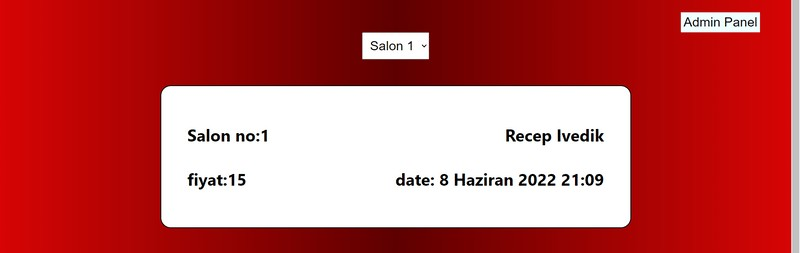 Admin Panel
Salon 1
Salon no:1
Recep Ivedik
fiyat:15
date: 8 Haziran 2022 21:09